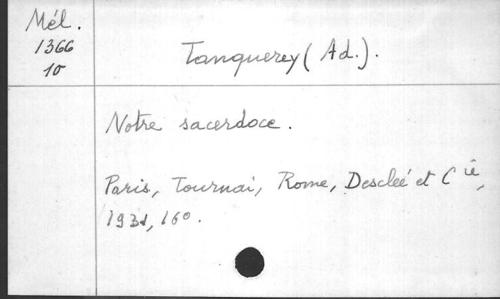 Mél.
1366
10
Tanquerey (Ad.).
Notre sacerdoce.
Paris, Tournai, Rome, Desclée et Cie,
1931, 16°.